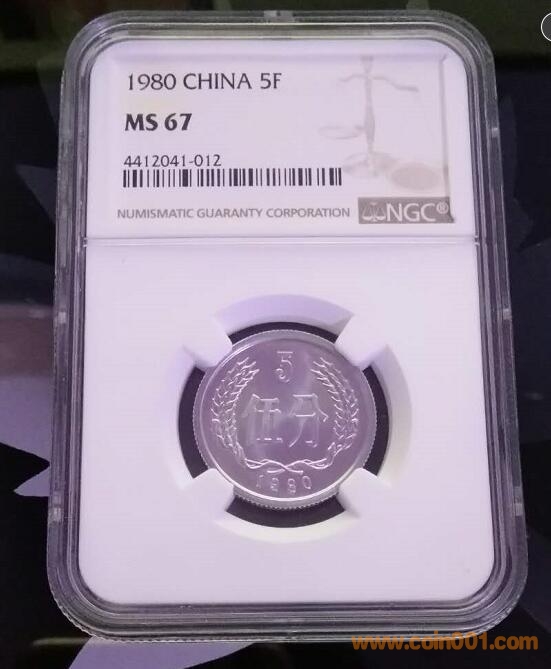 1980 CHINA 5F
MS 67
4412041-012
NUMISMATIC GUARANTY CORPORATION
NGC®
5
伍分
1980
www.coin001.com